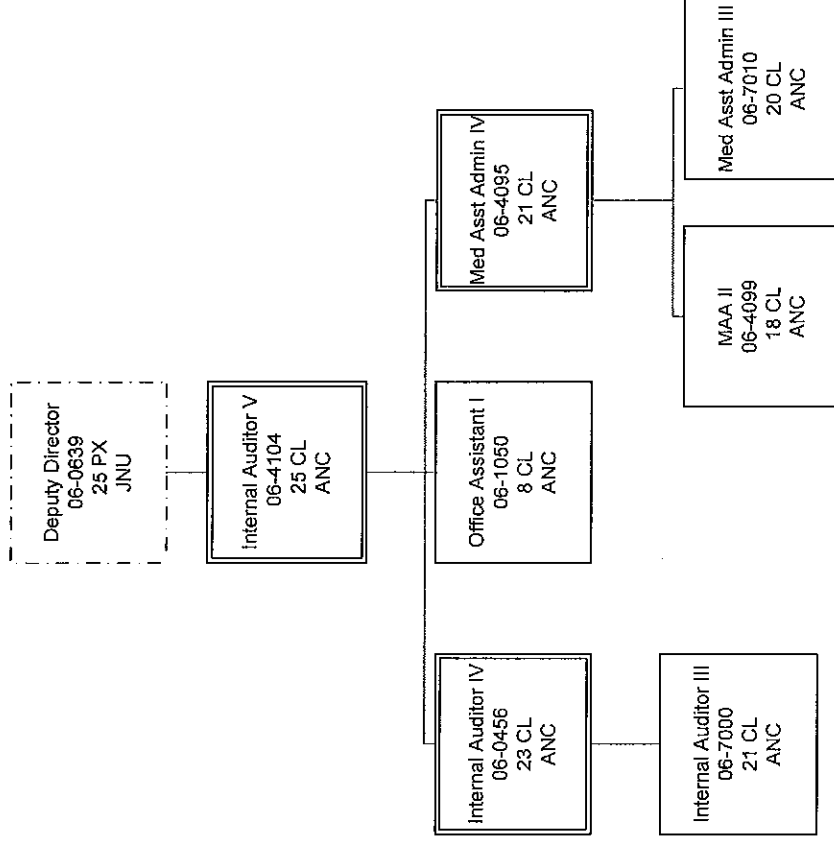 Deputy Director
06-0639
25 PX
JNU
Internal Auditor V
06-4104
25 CL
ANC
Internal Auditor IV
06-0456
23 CL
ANC
Office Assistant I
06-1050
8 CL
ANC
Med Asst Admin IV
06-4095
21 CL
ANC
Internal Auditor III
06-7000
21 CL
ANC
MAA II
06-4099
18 CL
ANC
Med Asst Admin III
06-7010
20 CL
ANC